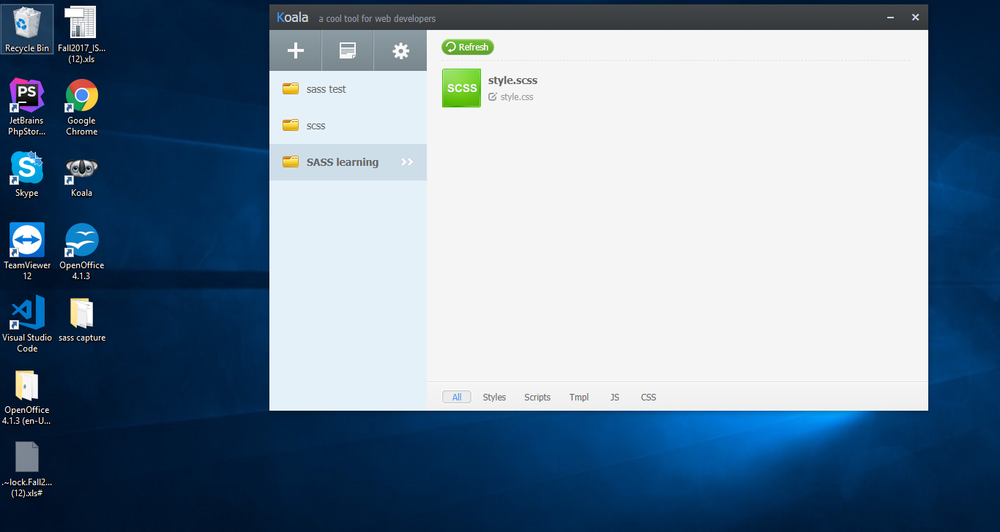 Recycle Bin
Fall2017_IS...
(12).xls
PS
JetBrains
PhpStor...
Google
Chrome
S
Skype
Koala
TeamViewer
12
OpenOffice
4.1.3
Visual Studio
Code
sass capture
OpenOffice
4.1.3 (en-U...
.~lock.Fall2...
(12).xls#
Koala a cool tool for web developers
sass test
scss
SASS learning
Refresh
SCSS
style.scss
style.css
All Styles Scripts Tmpl JS CSS